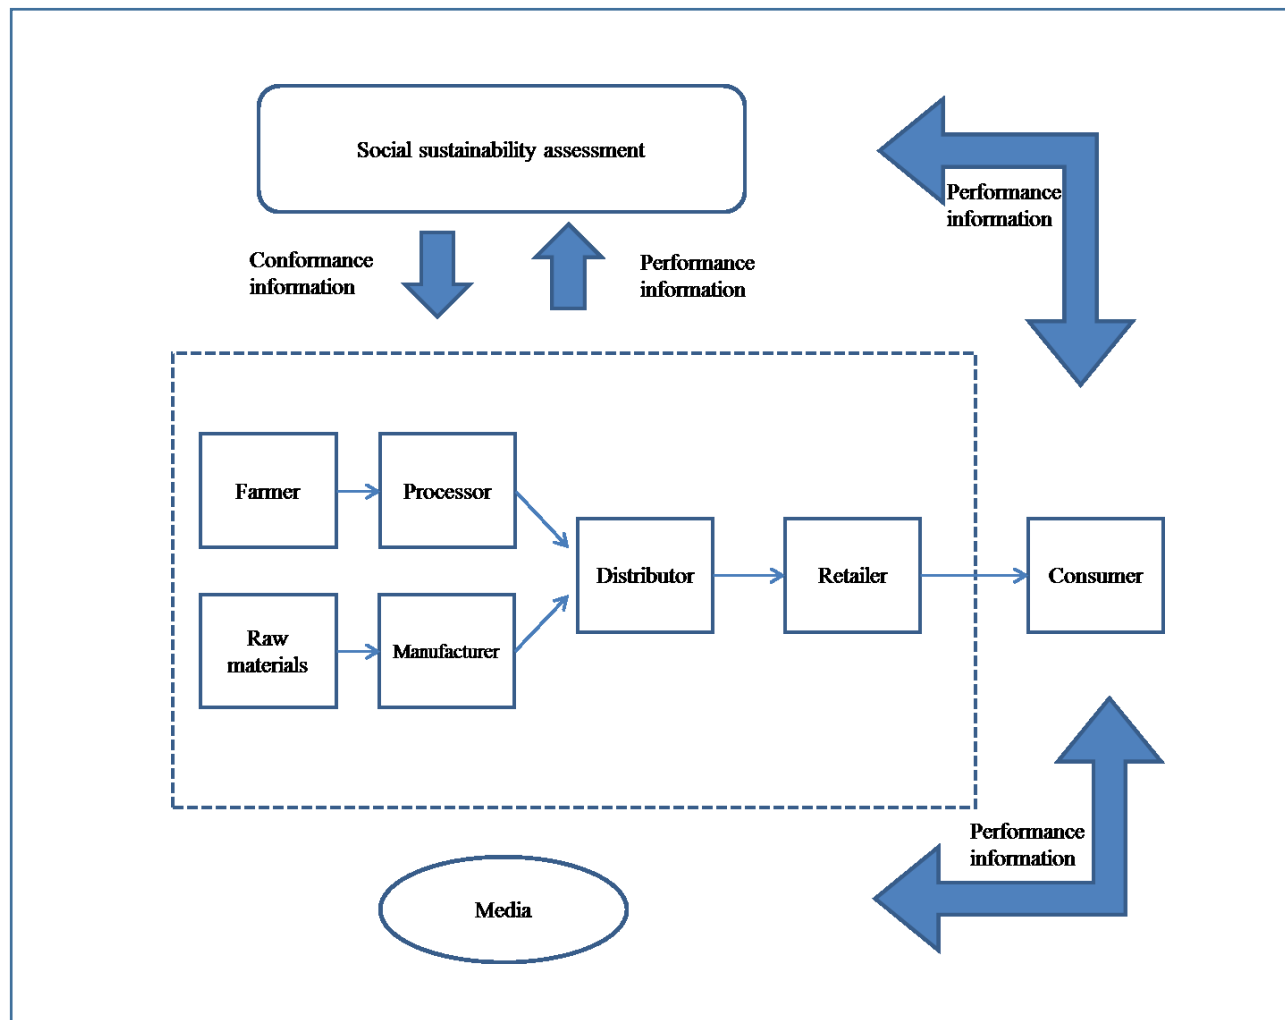 Social sustainability assessment
Performance
information
Conformance
information
Performance
information
Farmer
Processor
Distributor
Retailer
Consumer
Raw
materials
Manufacturer
Performance
information
Media